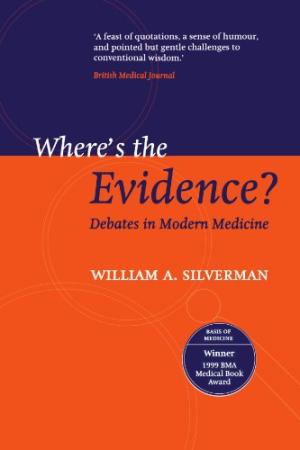 ‘A feast of quotations, a sense of humour,
and pointed but gentle challenges to
conventional wisdom.’
British Medical Journal
Where’s the
Evidence?
Debates in Modern Medicine
WILLIAM A. SILVERMAN
BASIS OF
MEDICINE
Winner
1999 BMA
Medical Book
Award